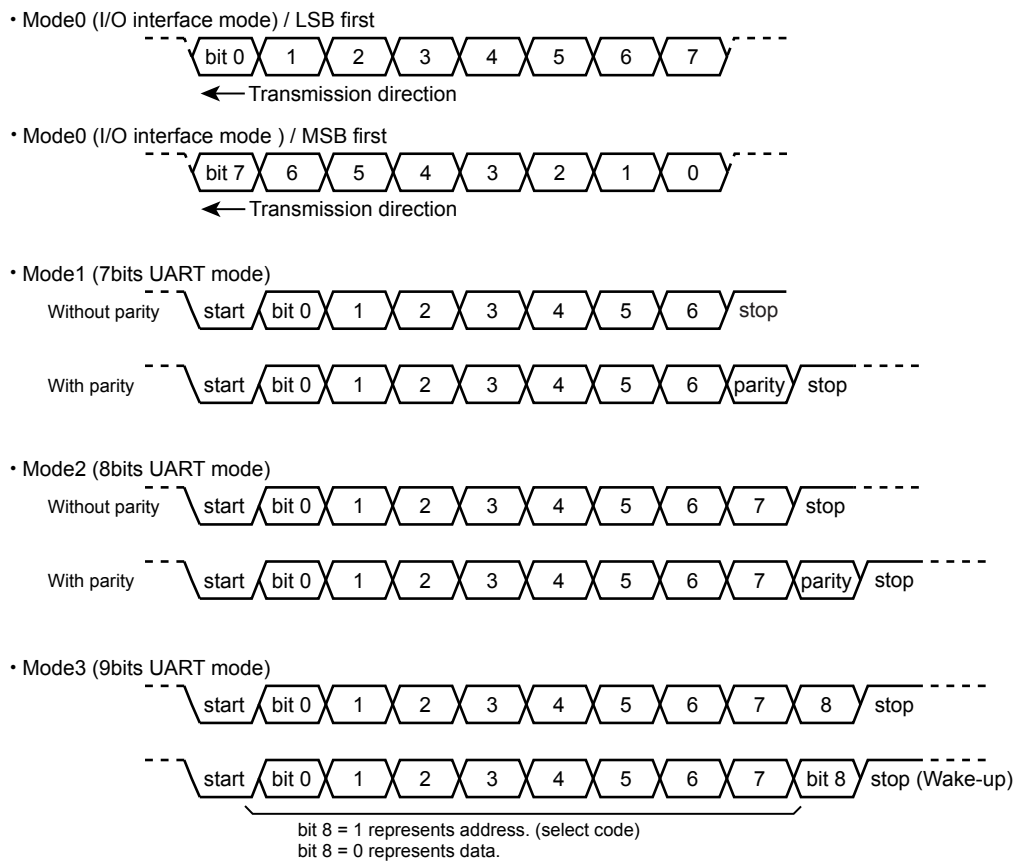 ・Mode0 (I/O interface mode) / LSB first
bit 0 1 2 3 4 5 6 7
Transmission direction
・Mode0 (I/O interface mode ) / MSB first
bit 7 6 5 4 3 2 1 0
Transmission direction
・Mode1 (7bits UART mode)
Without parity start bit 0 1 2 3 4 5 6 stop
With parity start bit 0 1 2 3 4 5 6 parity stop
・Mode2 (8bits UART mode)
Without parity start bit 0 1 2 3 4 5 6 7 stop
With parity start bit 0 1 2 3 4 5 6 7 parity stop
・Mode3 (9bits UART mode)
start bit 0 1 2 3 4 5 6 7 8 stop
start bit 0 1 2 3 4 5 6 7 bit 8 stop (Wake-up)
bit 8 = 1 represents address. (select code)
bit 8 = 0 represents data.